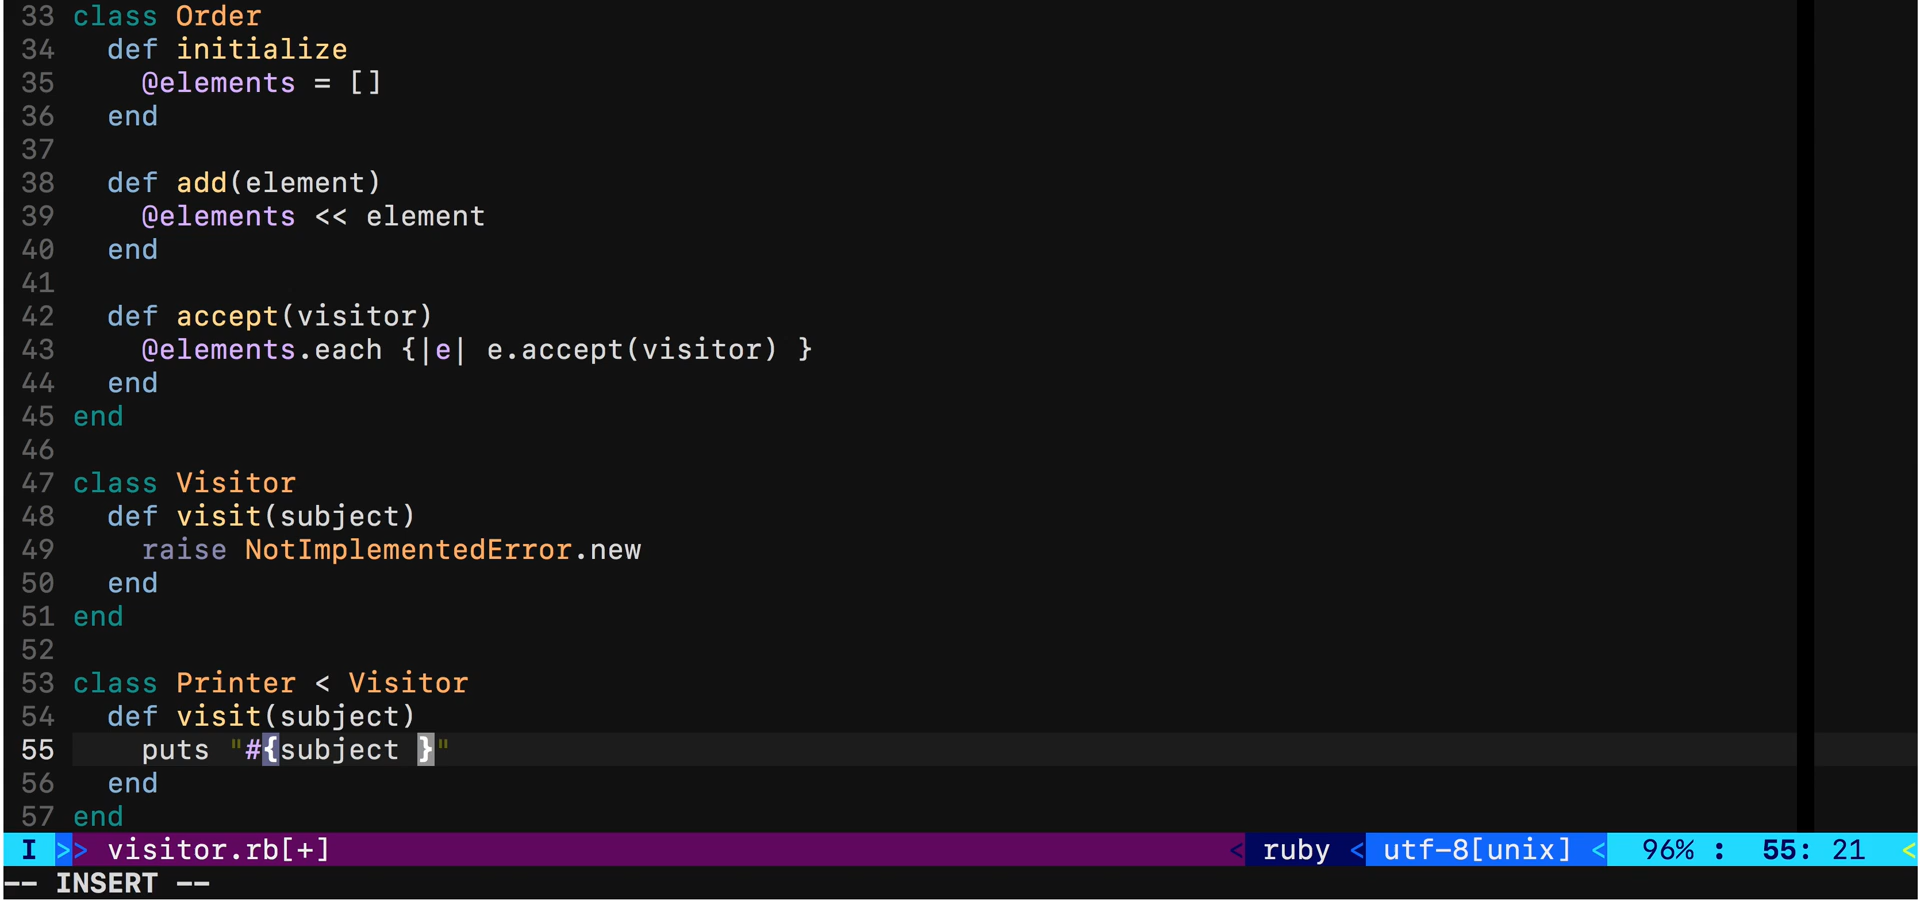 33 class Order
34   def initialize
35     @elements = []
36   end
37
38   def add(element)
39     @elements << element
40   end
41
42   def accept(visitor)
43     @elements.each {|e| e.accept(visitor) }
44   end
45 end
46
47 class Visitor
48   def visit(subject)
49     raise NotImplementedError.new
50   end
51 end
52
53 class Printer < Visitor
54   def visit(subject)
55     puts "#{subject }"
56   end
57 end
I >> visitor.rb[+] < ruby < utf-8[unix] < 96% : 55: 21 <
-- INSERT --